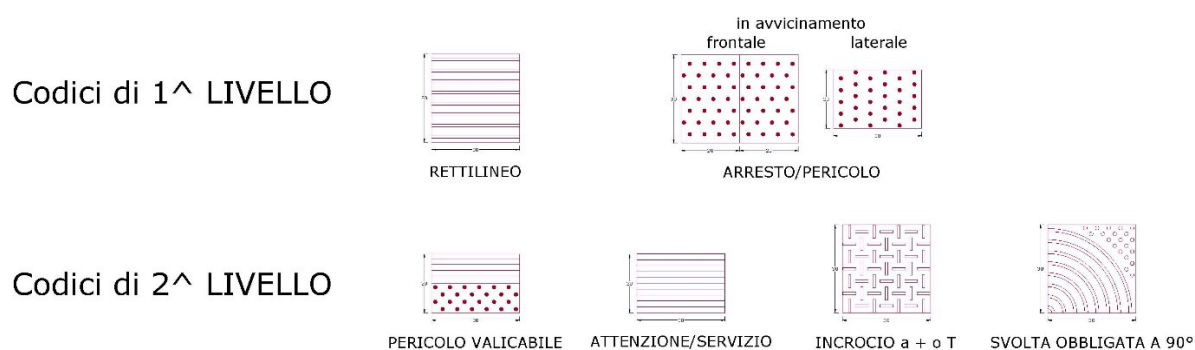 in avvicinamento
frontale laterale
Codici di 1^ LIVELLO
RETTILINEO ARRESTO/PERICOLO
Codici di 2^ LIVELLO
PERICOLO VALICABILE ATTENZIONE/SERVIZIO INCROCIO a + o T SVOLTA OBBLIGATA A 90°